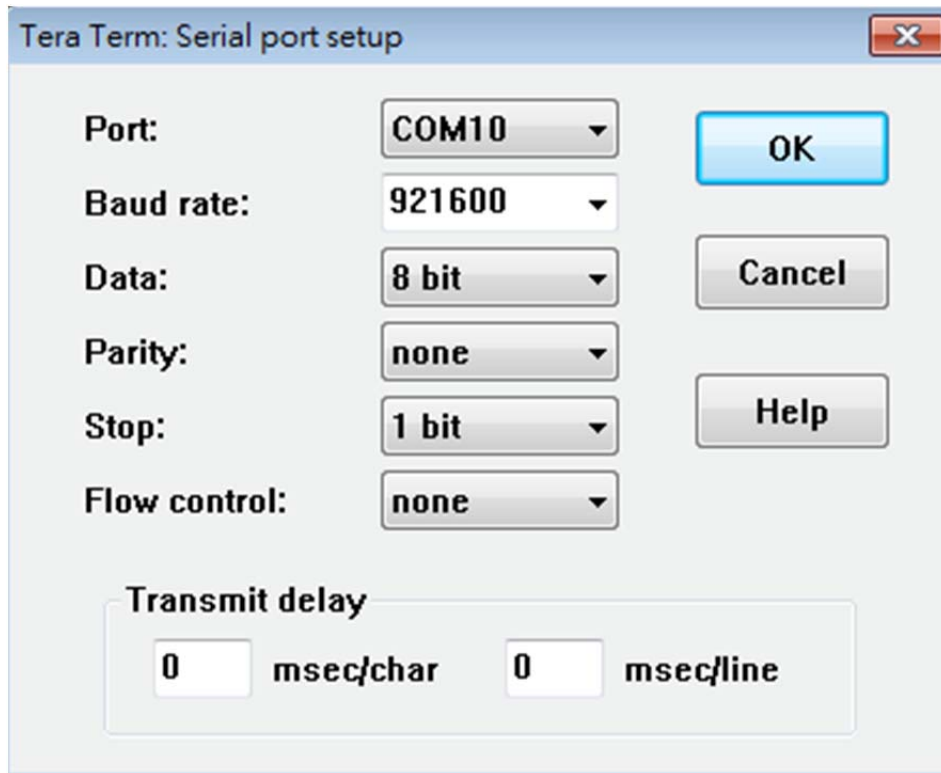 Tera Term: Serial port setup
Port: COM10 OK
Baud rate: 921600
Data: 8 bit Cancel
Parity: none
Stop: 1 bit Help
Flow control: none
Transmit delay
0 msec/char 0 msec/line